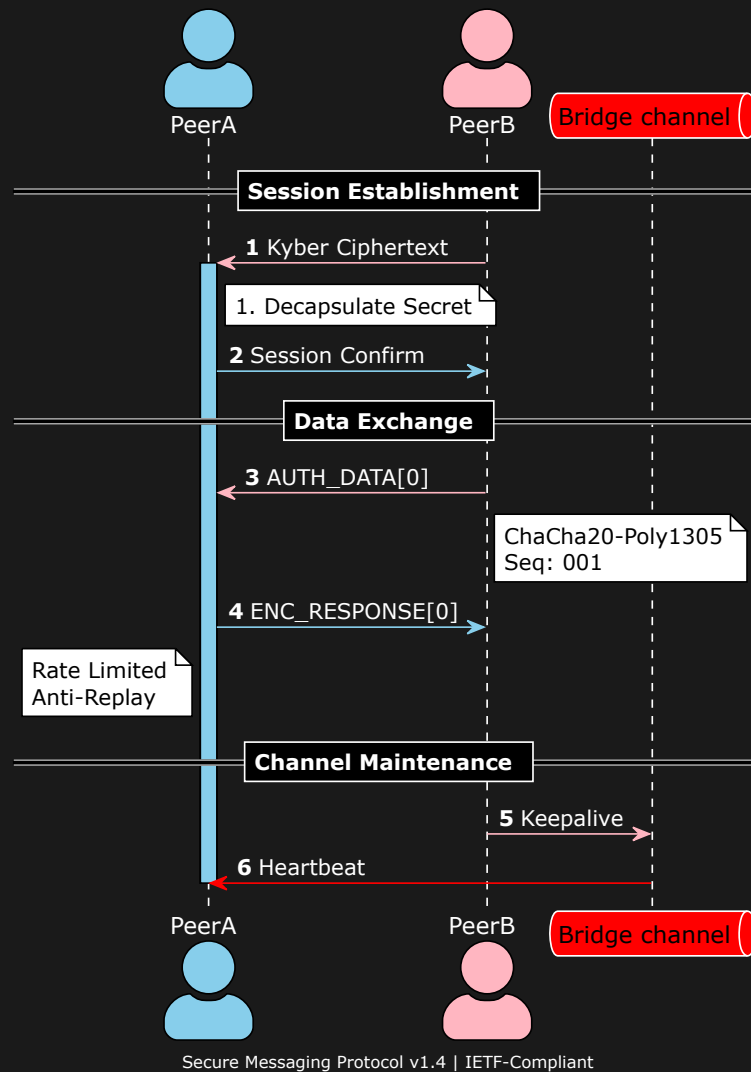 PeerA
PeerB
Bridge channel
Session Establishment
1 Kyber Ciphertext
1. Decapsulate Secret
2 Session Confirm
Data Exchange
3 AUTH_DATA[0]
ChaCha20-Poly1305
Seq: 001
4 ENC_RESPONSE[0]
Rate Limited
Anti-Replay
Channel Maintenance
5 Keepalive
6 Heartbeat
PeerA
PeerB
Bridge channel
Secure Messaging Protocol v1.4 | IETF-Compliant